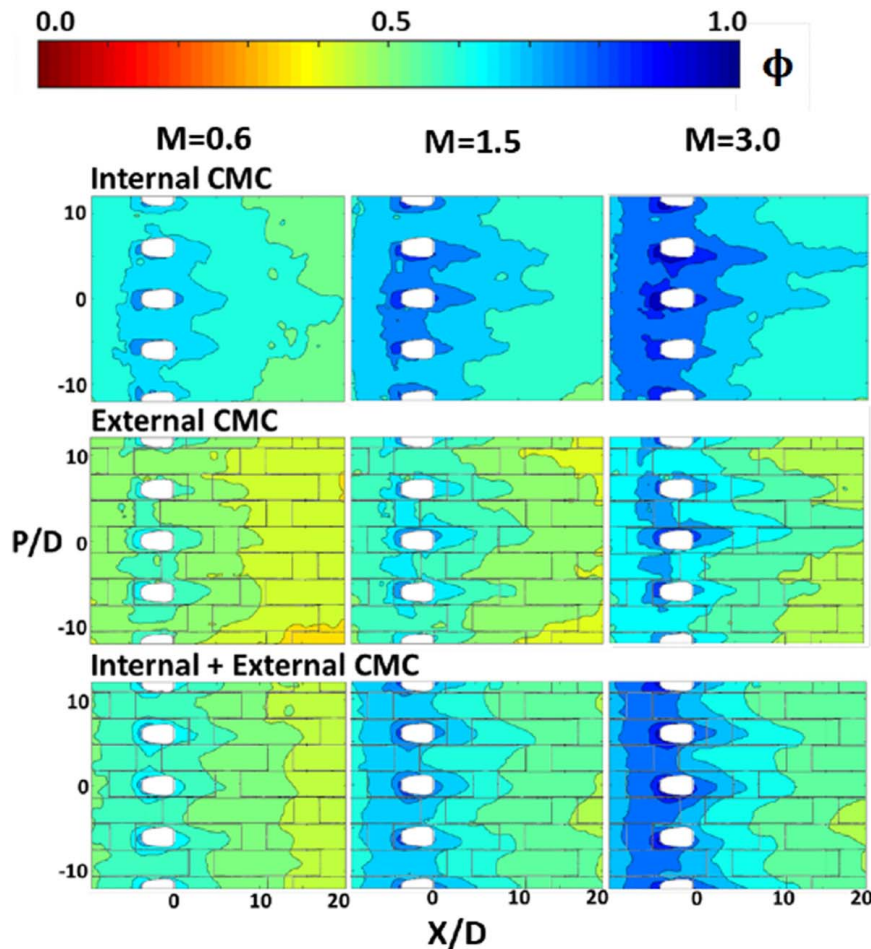 0.0 0.5 1.0
ϕ
M=0.6 M=1.5 M=3.0
Internal CMC
10
0
-10
External CMC
10
P/D 0
-10
Internal + External CMC
10
0
-10
0 10 20 0 10 20 0 10 20
X/D